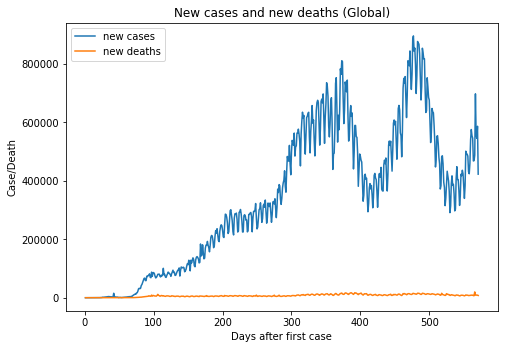 New cases and new deaths (Global)
new cases
new deaths
800000
600000
400000
200000
0
Case/Death
0 100 200 300 400 500
Days after first case